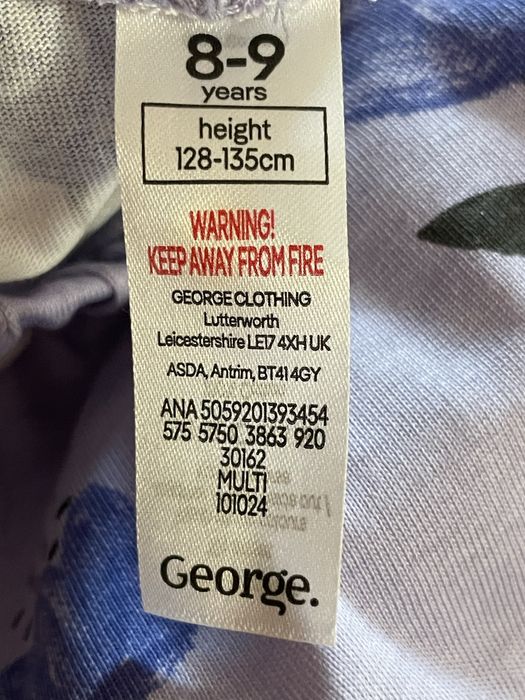 8-9
years
height
128-135cm
WARNING!
KEEP AWAY FROM FIRE
GEORGE CLOTHING
Lutterworth
Leicestershire LE17 4XH UK
ASDA, Antrim, BT41 4GY
ANA 5059201393454
575 5750 3863 920
30162
MULTI
101024
George.